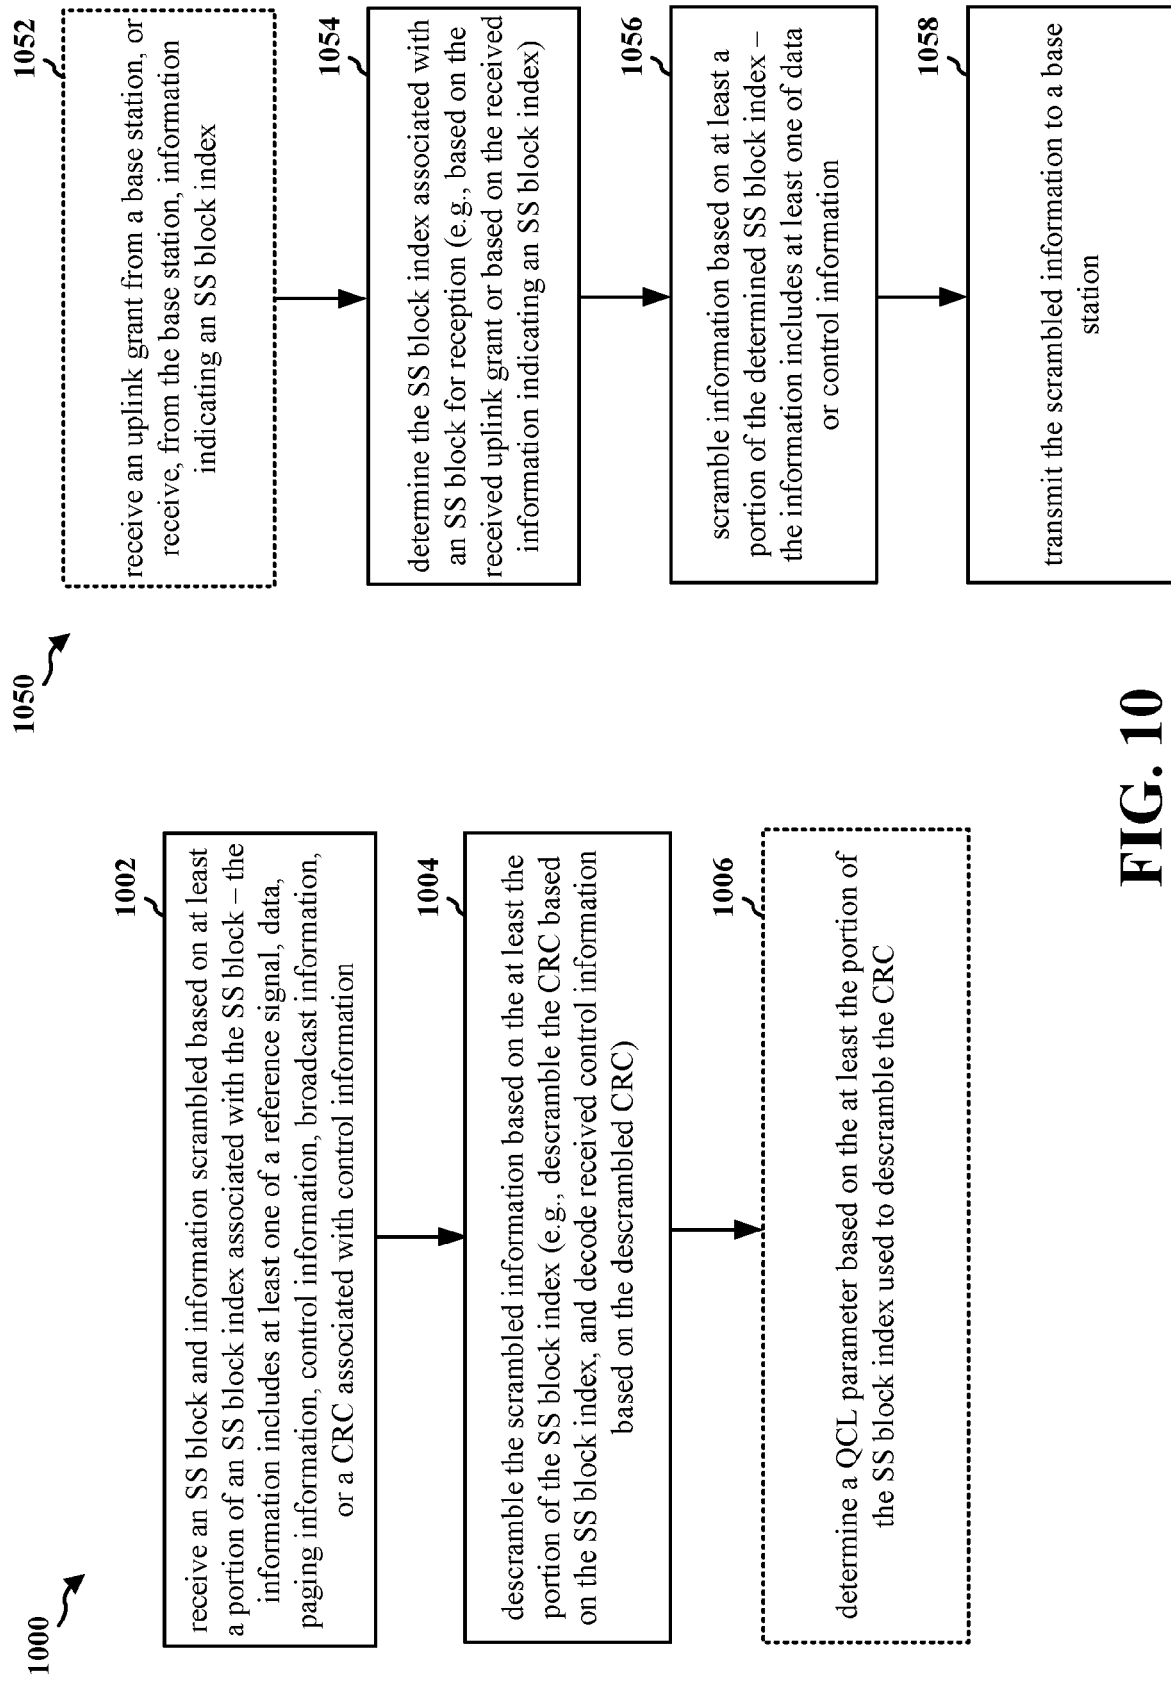 1000
1002
receive an SS block and information scrambled based on at least
a portion of an SS block index associated with the SS block – the
information includes at least one of a reference signal, data,
paging information, control information, broadcast information,
or a CRC associated with control information
1004
descramble the scrambled information based on the at least the
portion of the SS block index (e.g., descramble the CRC based
on the SS block index, and decode received control information
based on the descrambled CRC)
1006
determine a QCL parameter based on the at least the portion of
the SS block index used to descramble the CRC
1050
1052
receive an uplink grant from a base station, or
receive, from the base station, information
indicating an SS block index
1054
determine the SS block index associated with
an SS block for reception (e.g., based on the
received uplink grant or based on the received
information indicating an SS block index)
1056
scramble information based on at least a
portion of the determined SS block index –
the information includes at least one of data
or control information
1058
transmit the scrambled information to a base
station
FIG. 10